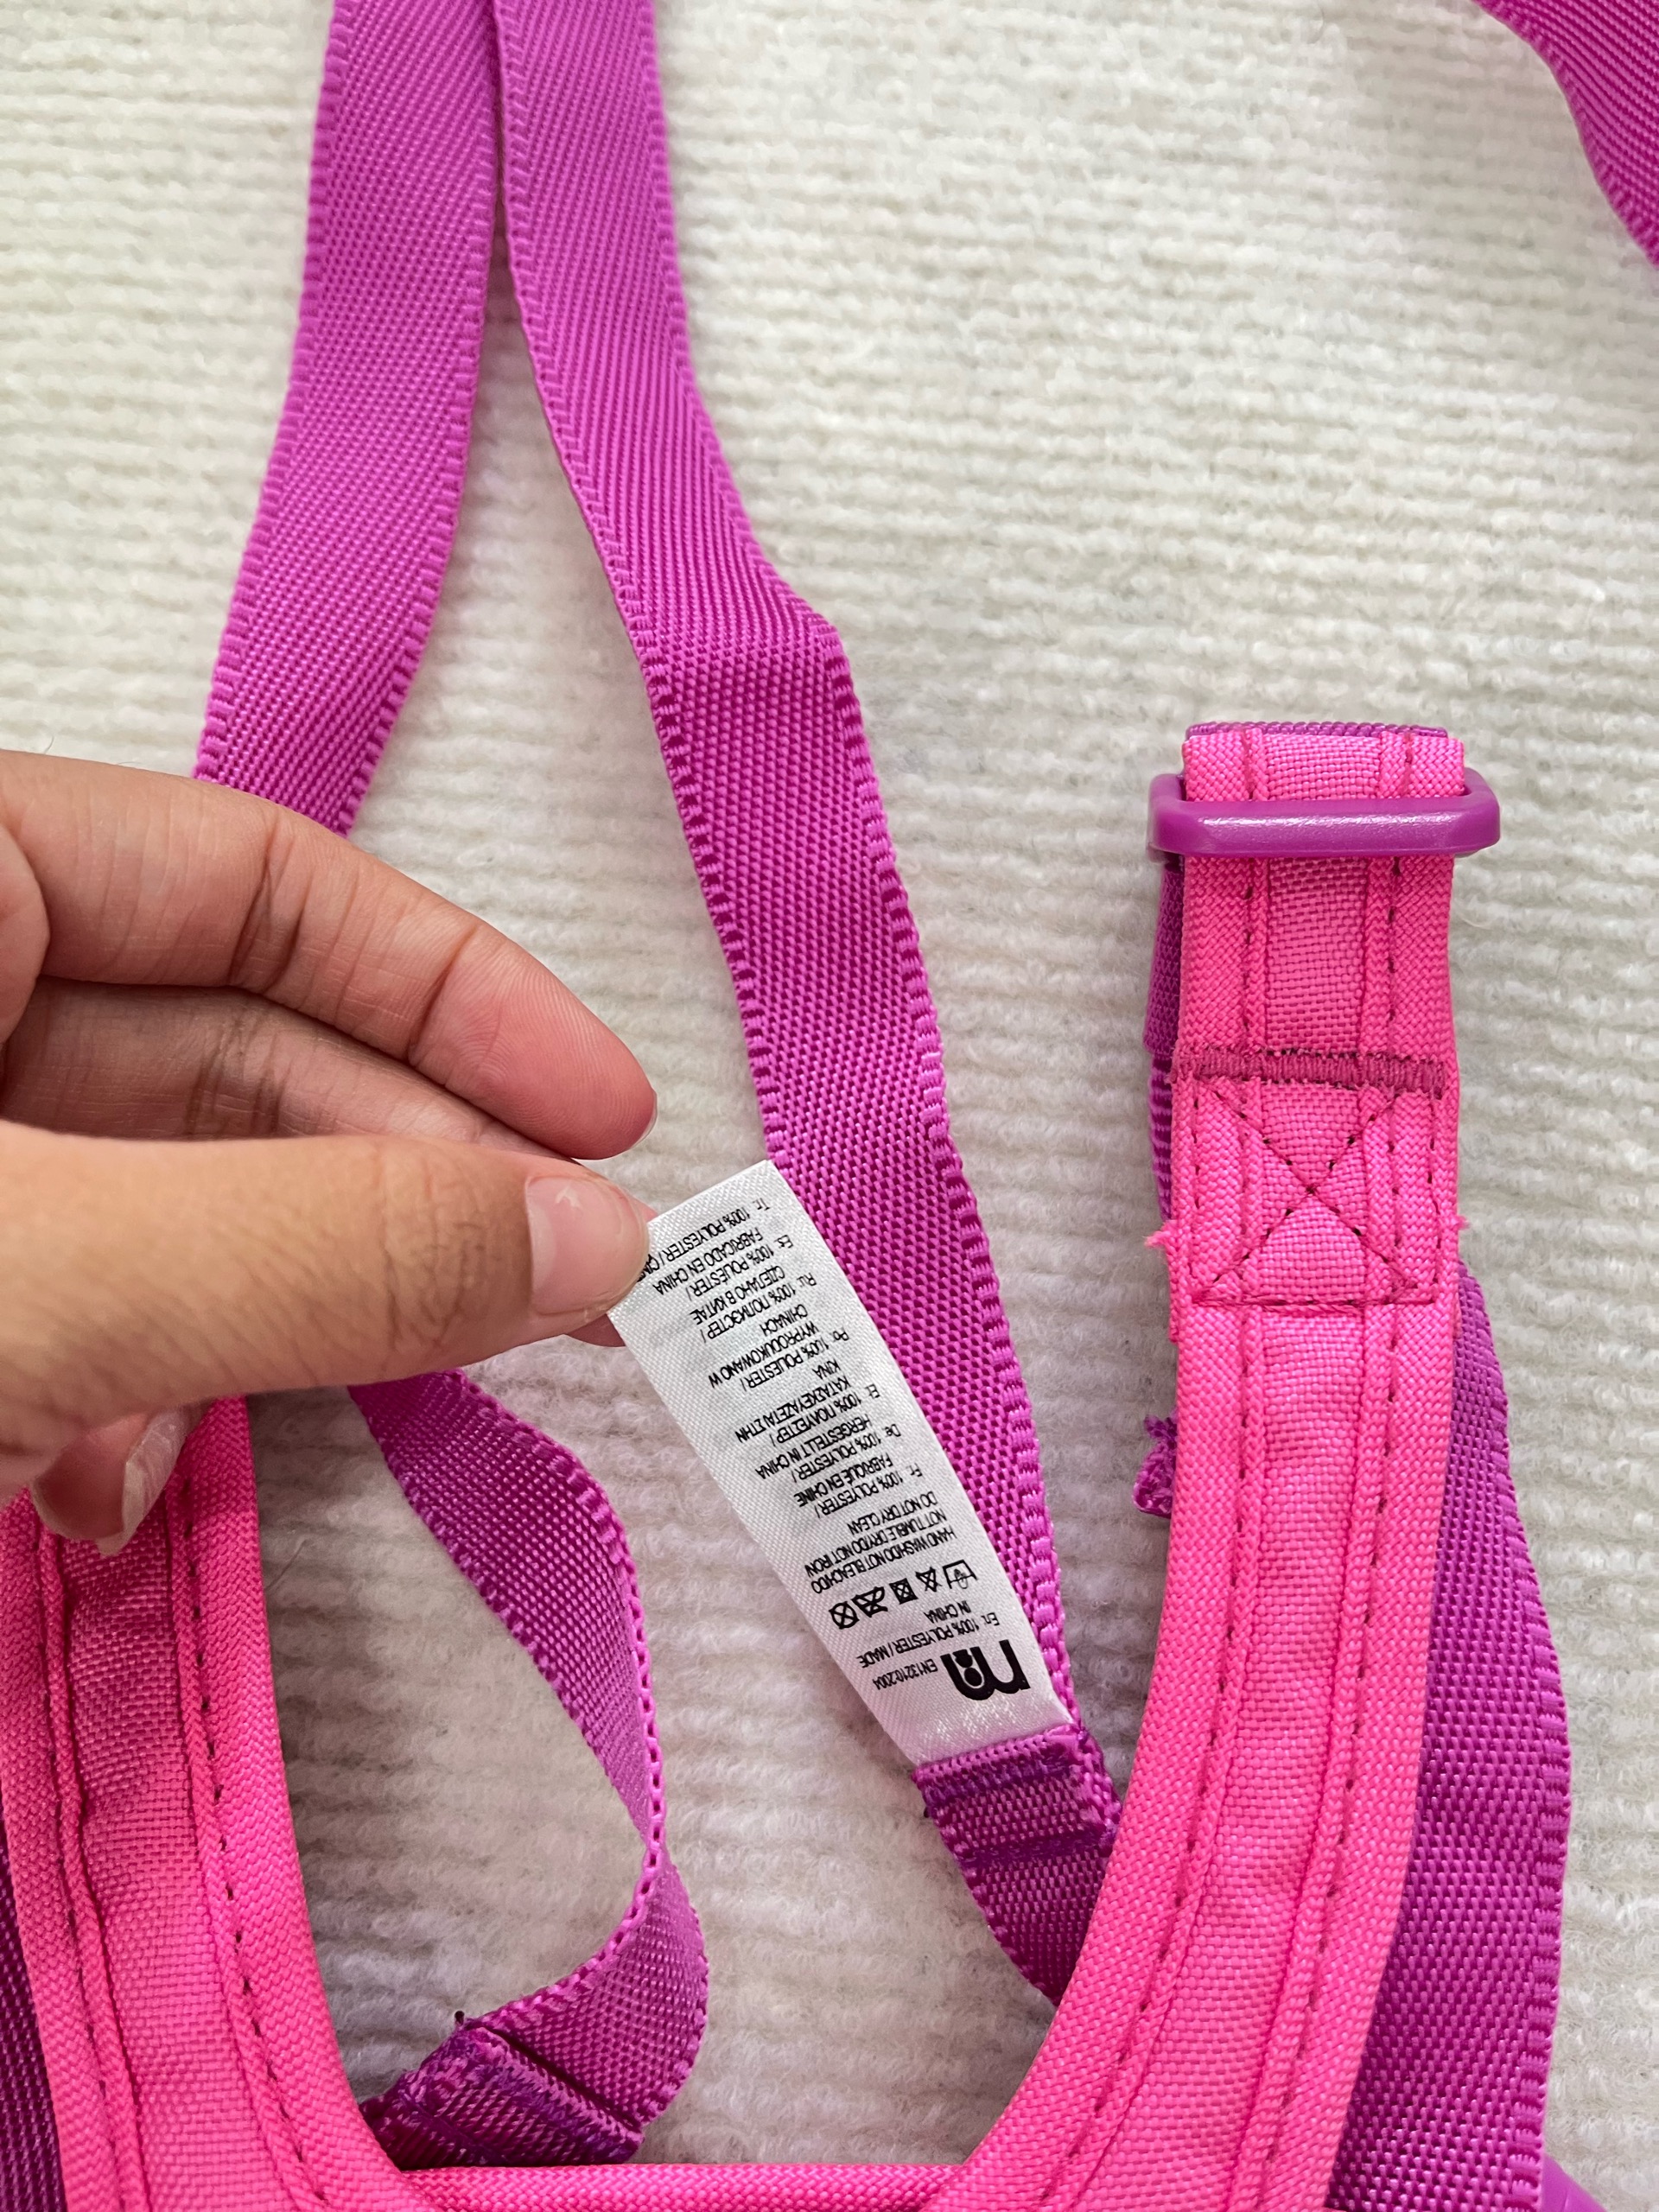 EN13210:2004
En: 100% POLYESTER / MADE
IN CHINA
HAND WASH/DO NOT BLEACH/DO
NOT TUMBLE DRY/DO NOT IRON
DO NOT DRY CLEAN
Fr: 100% POLYESTER /
FABRIQUÉ EN CHINE
De: 100% POLYESTER /
HERGESTELLT IN CHINA
El: 100% ΠΟΛΥΕΣΤΕΡ /
ΚΑΤΑΣΚΕΥΑΖΕΤΑΙ ΣΤΗΝ
ΚΙΝΑ
Po: 100% POLIESTER /
WYPRODUKOWANO W
CHINACH
Ru: 100% ПОЛИЭСТЕР /
СДЕЛАНО В КИТАЕ
Es: 100% POLIESTER /
FABRICADO EN CHINA
Tr: 100% POLYESTER /